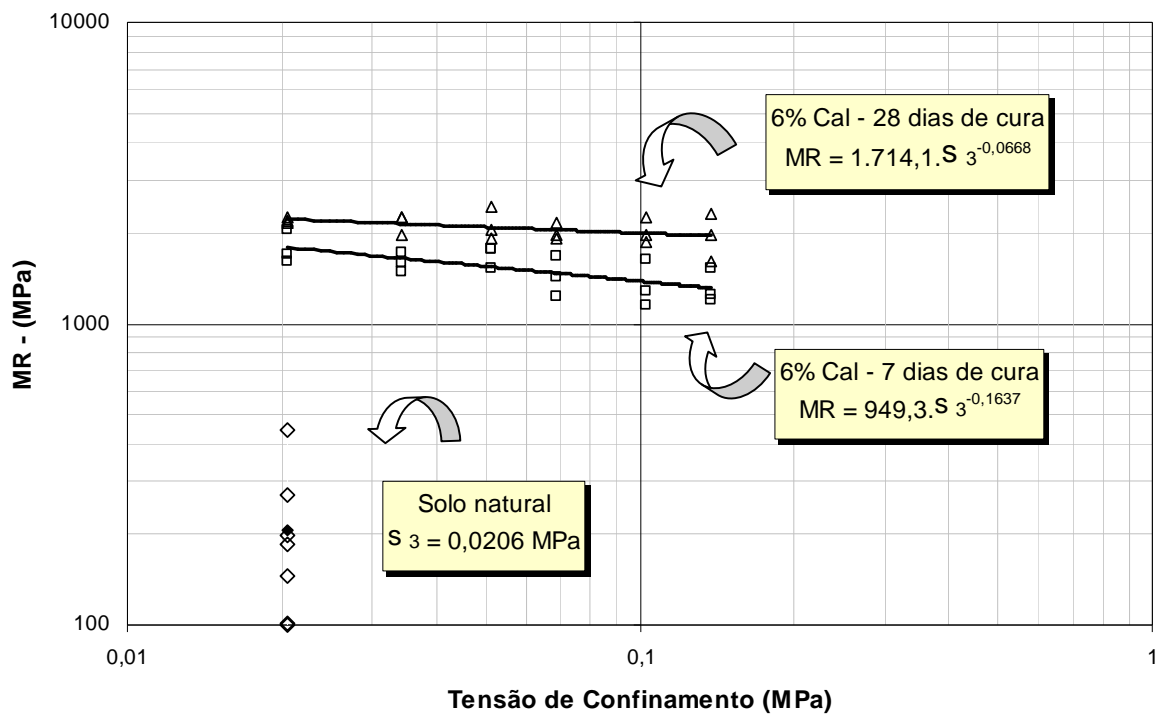 10000
6% Cal - 28 dias de cura
MR = 1.714,1.S 3-0,0668
MR - (MPa)
1000
6% Cal - 7 dias de cura
MR = 949,3.S 3-0,1637
Solo natural
S 3 = 0,0206 MPa
100
0,01
0,1
1
Tensão de Confinamento (MPa)